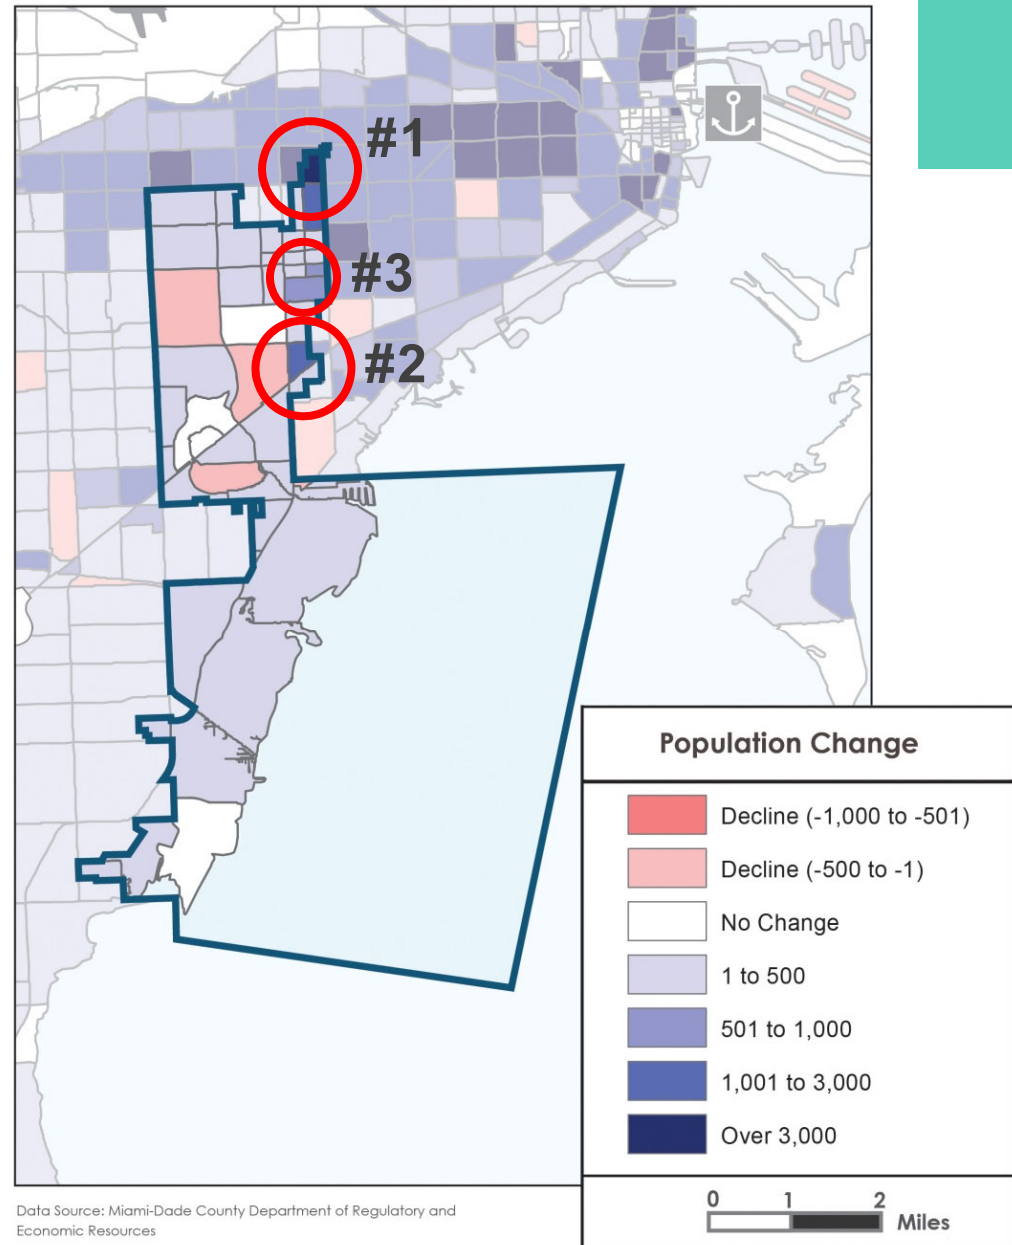 #1
#3
#2
Population Change
Decline (-1,000 to -501)
Decline (-500 to -1)
No Change
1 to 500
501 to 1,000
1,001 to 3,000
Over 3,000
0 1 2
Miles
Data Source: Miami-Dade County Department of Regulatory and
Economic Resources